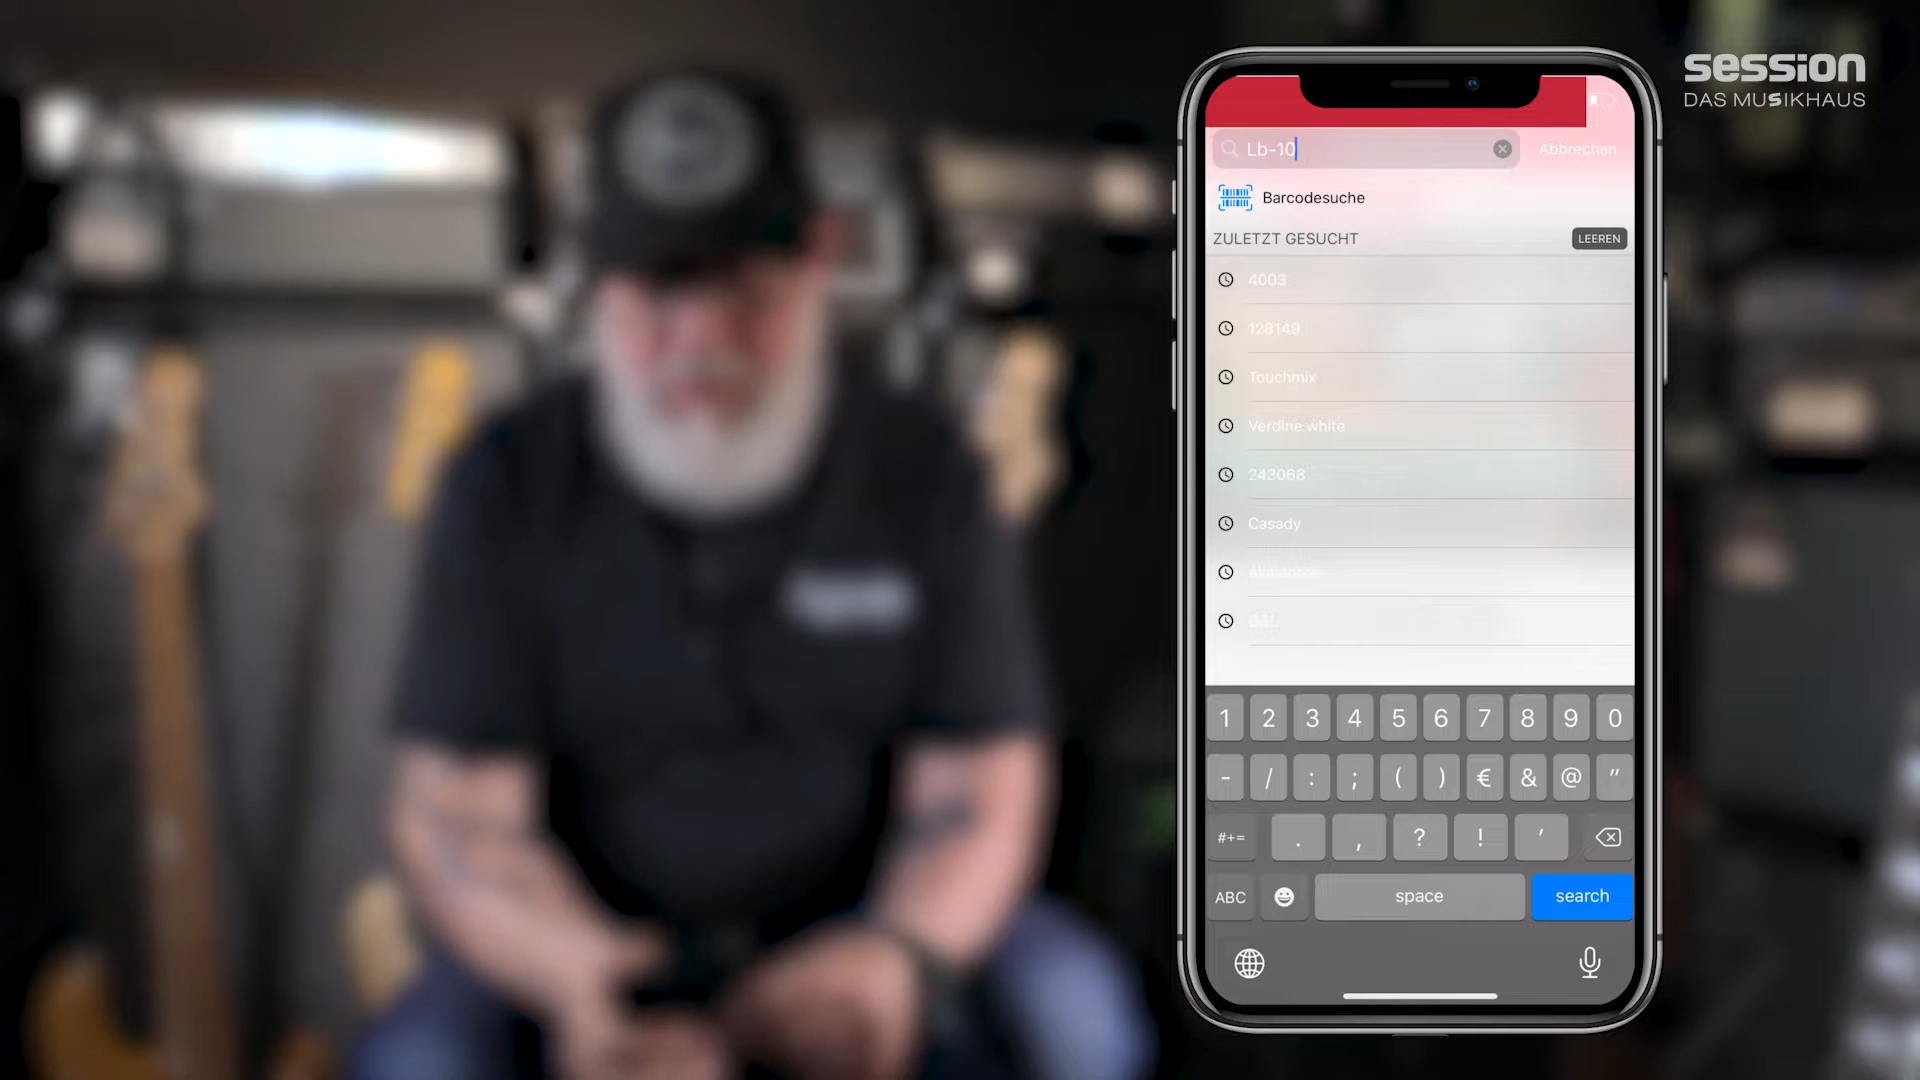 session
DAS MUSIKHAUS
Lb-10
Abbrechen
Barcodesuche
ZULETZT GESUCHT
LEEREN
4003
128149
Touchmix
Verdine white
243068
Casady
1 2 3 4 5 6 7 8 9 0
- / : ; ( ) € & @ "
#+= . , ? ! '
ABC space search